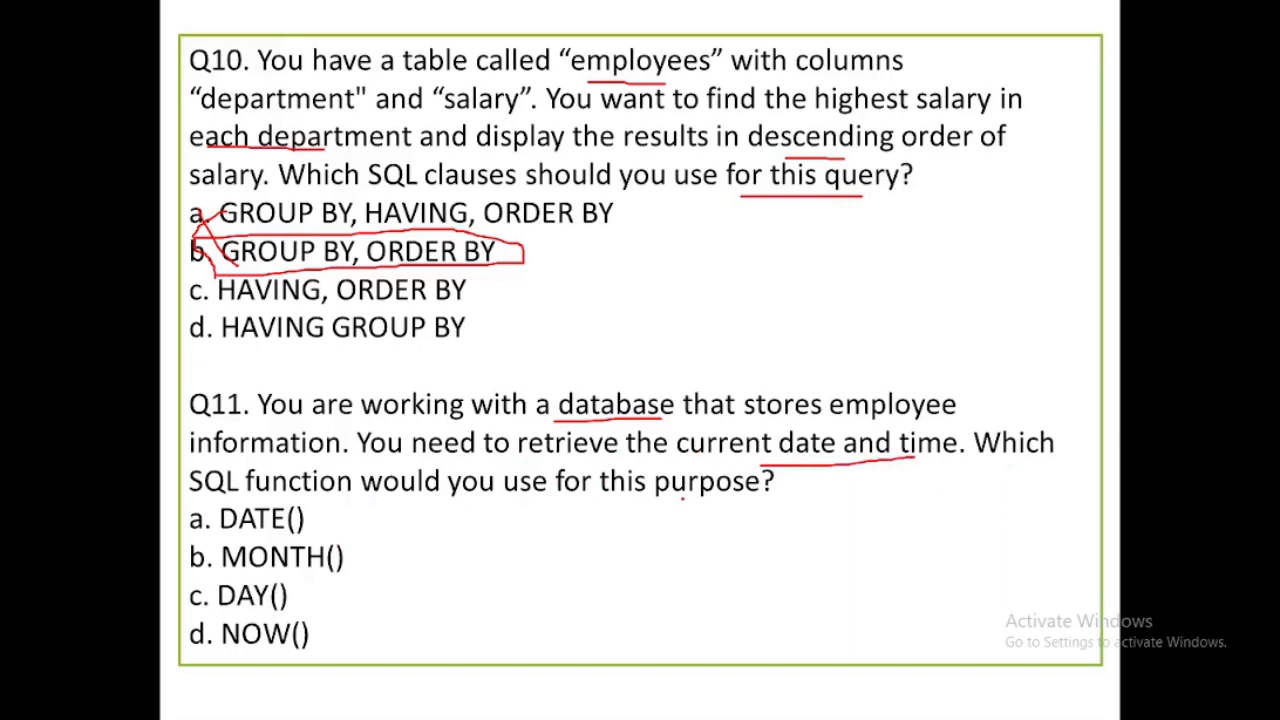 Q10. You have a table called “employees” with columns
“department" and “salary”. You want to find the highest salary in
each department and display the results in descending order of
salary. Which SQL clauses should you use for this query?
a. GROUP BY, HAVING, ORDER BY
b. GROUP BY, ORDER BY
c. HAVING, ORDER BY
d. HAVING GROUP BY
Q11. You are working with a database that stores employee
information. You need to retrieve the current date and time. Which
SQL function would you use for this purpose?
a. DATE()
b. MONTH()
c. DAY()
d. NOW()
Activate Windows
Go to Settings to activate Windows.